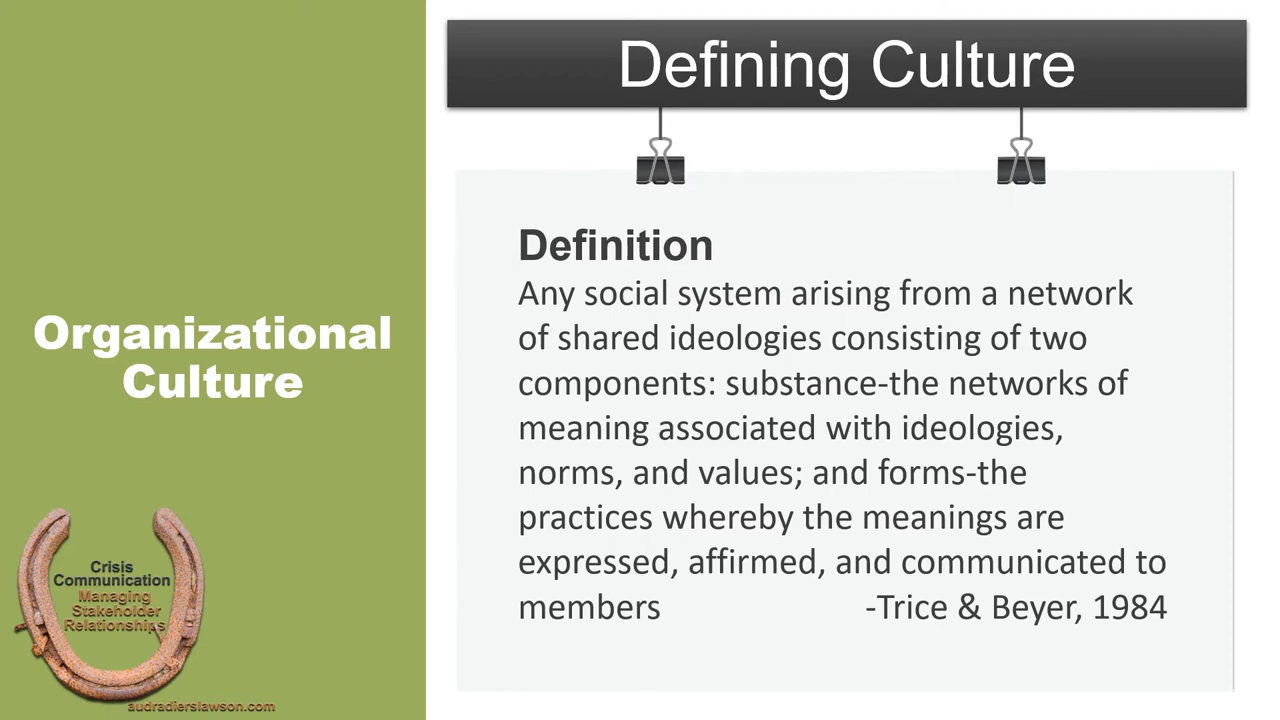 Defining Culture
Definition
Any social system arising from a network
of shared ideologies consisting of two
components: substance-the networks of
meaning associated with ideologies,
norms, and values; and forms-the
practices whereby the meanings are
expressed, affirmed, and communicated to
members -Trice & Beyer, 1984
Organizational
Culture
Crisis
Communication
Managing
Stakeholder
Relationships
audradierslawson.com